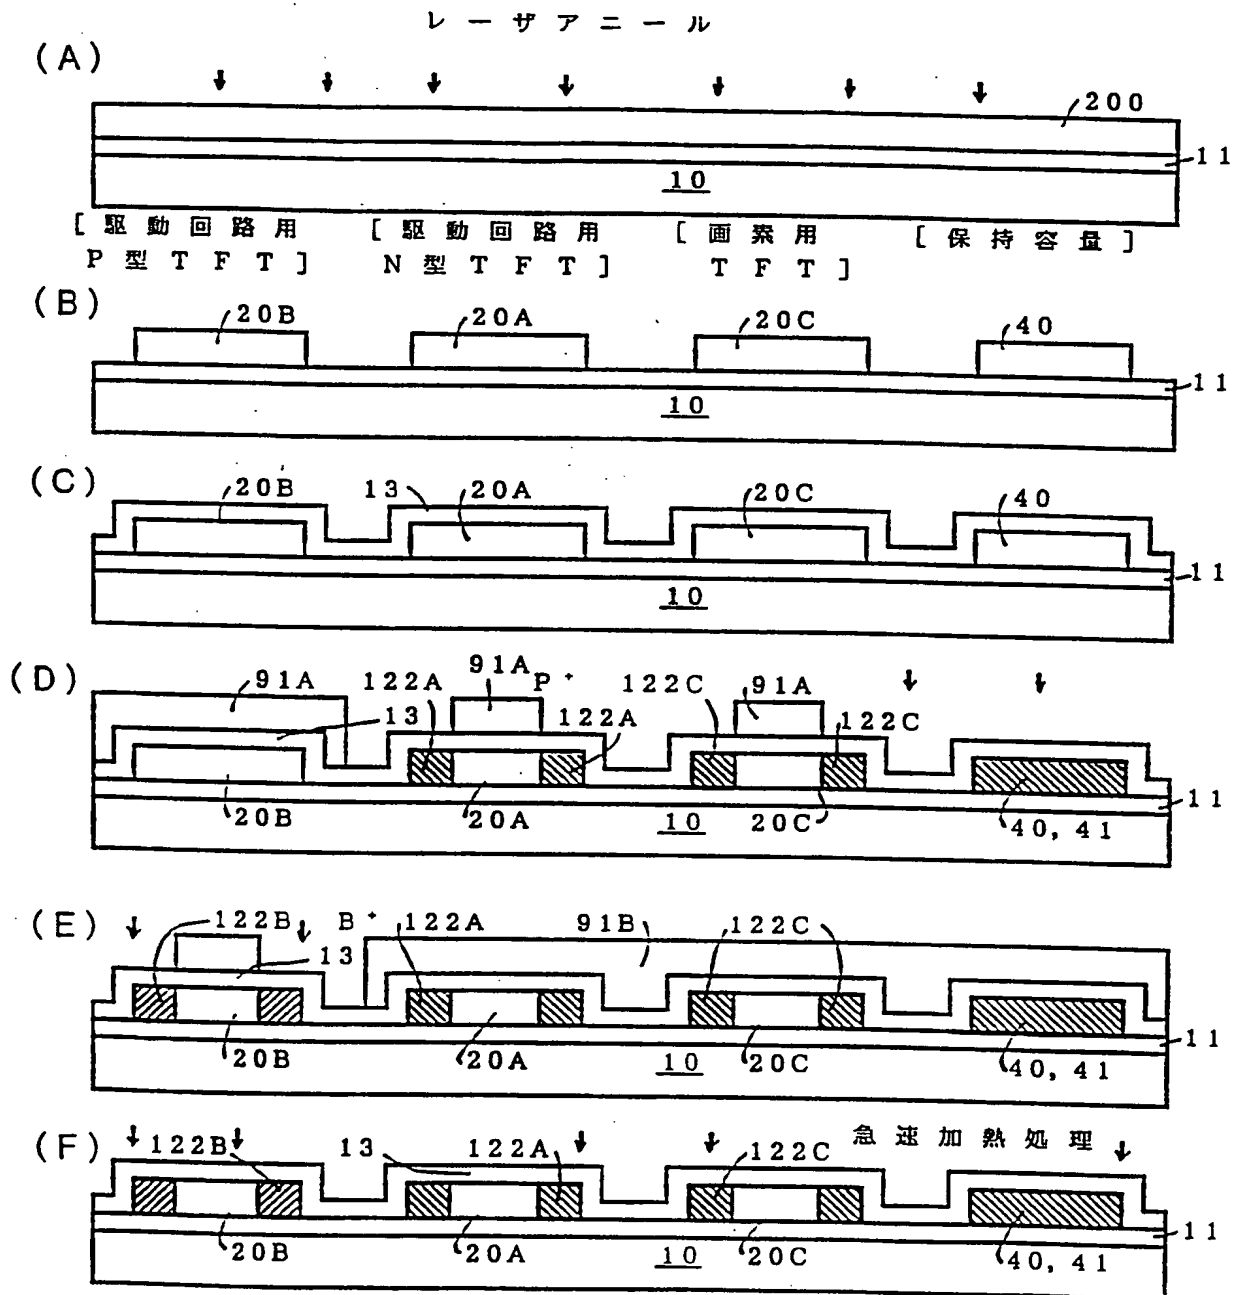 レーザアニール
(A)
200
11
10
[駆動回路用 [駆動回路用 [画素用 [保持容量]
P型TFT] N型TFT] TFT]
(B)
20B 20A 20C 40
11
10
(C)
20B 13 20A 20C 40
11
10
(D)
91A 122A 91A P+ 122C 91A
13 122A 122C
11
20B 20A 10 20C 40, 41
(E)
122B B+ 122A 91B 122C
13
11
20B 20A 10 20C 40, 41
(F)
122B 13 122A 122C 急速加熱処理
11
20B 20A 10 20C 40, 41